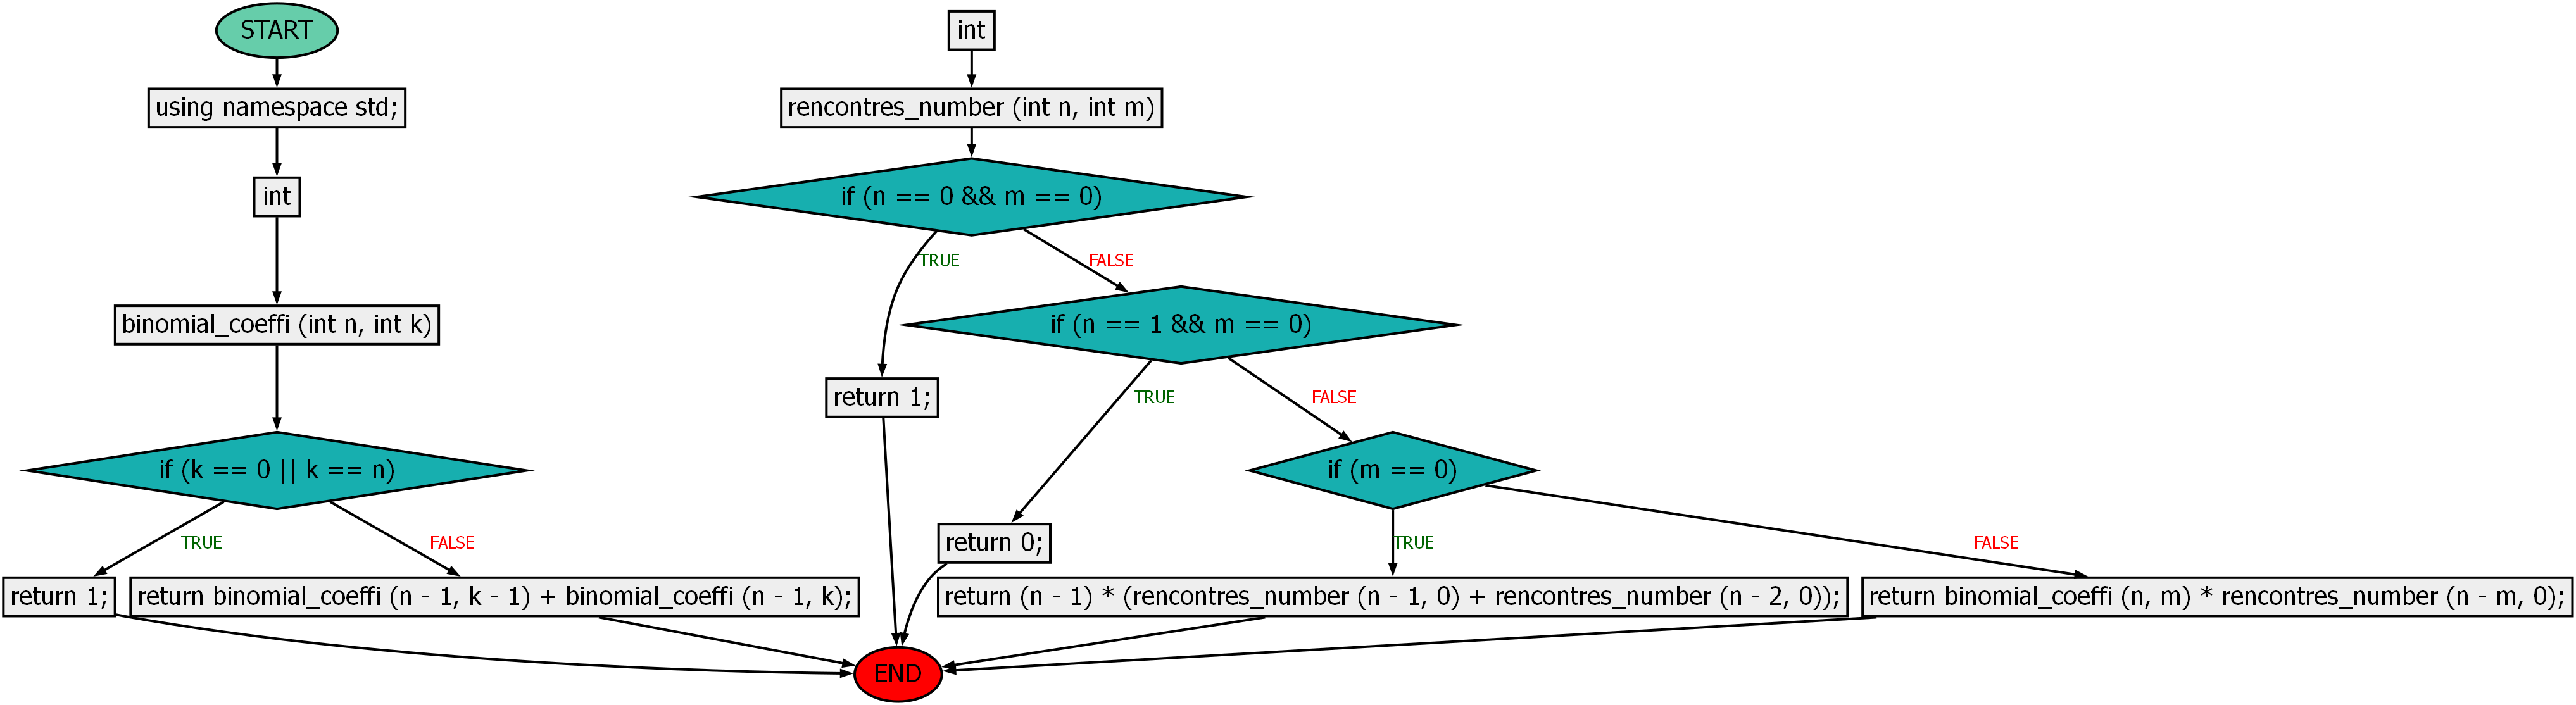 START
using namespace std;
int
binomial_coeffi (int n, int k)
if (k == 0 || k == n)
TRUE
FALSE
return 1;
return binomial_coeffi (n - 1, k - 1) + binomial_coeffi (n - 1, k);
int
rencontres_number (int n, int m)
if (n == 0 && m == 0)
TRUE
FALSE
return 1;
if (n == 1 && m == 0)
TRUE
FALSE
return 0;
if (m == 0)
TRUE
FALSE
return (n - 1) * (rencontres_number (n - 1, 0) + rencontres_number (n - 2, 0));
return binomial_coeffi (n, m) * rencontres_number (n - m, 0);
END